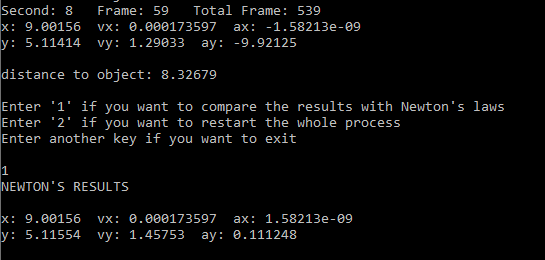 Second: 8 Frame: 59 Total Frame: 539
x: 9.00156 vx: 0.000173597 ax: -1.58213e-09
y: 5.11414 vy: 1.29033 ay: -9.92125
distance to object: 8.32679
Enter '1' if you want to compare the results with Newton's laws
Enter '2' if you want to restart the whole process
Enter another key if you want to exit
1
NEWTON'S RESULTS
x: 9.00156 vx: 0.000173597 ax: 1.58213e-09
y: 5.11554 vy: 1.45753 ay: 0.111248